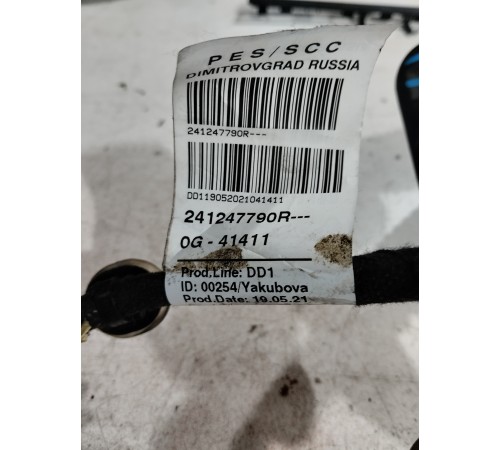 PES/SCC
DIMITROVGRAD RUSSIA
241247790R---
DD119052021041411
241247790R---
0G-41411
Prod.Line: DD1
ID: 00254/Yakubova
Prod.Date: 19.05.21